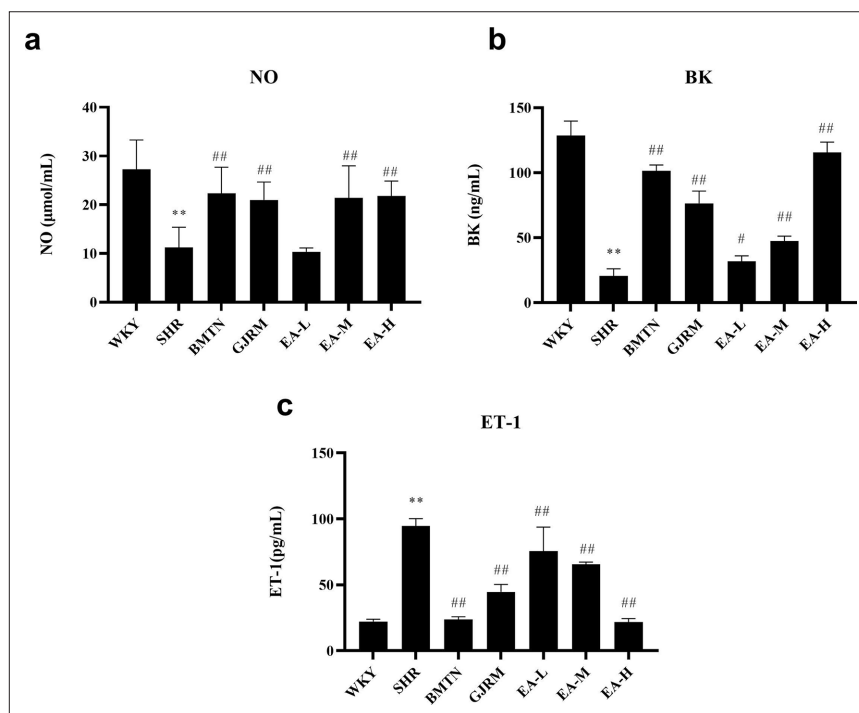 a
NO
NO (μmol/mL)
40
30
20
10
0
**
##
##
##
##
WKY
SHR
BMTN
GJRM
EA-L
EA-M
EA-H
b
BK
BK (ng/mL)
150
100
50
0
**
##
##
#
##
##
WKY
SHR
BMTN
GJRM
EA-L
EA-M
EA-H
c
ET-1
ET-1(pg/mL)
150
100
50
0
**
##
##
##
##
##
WKY
SHR
BMTN
GJRM
EA-L
EA-M
EA-H